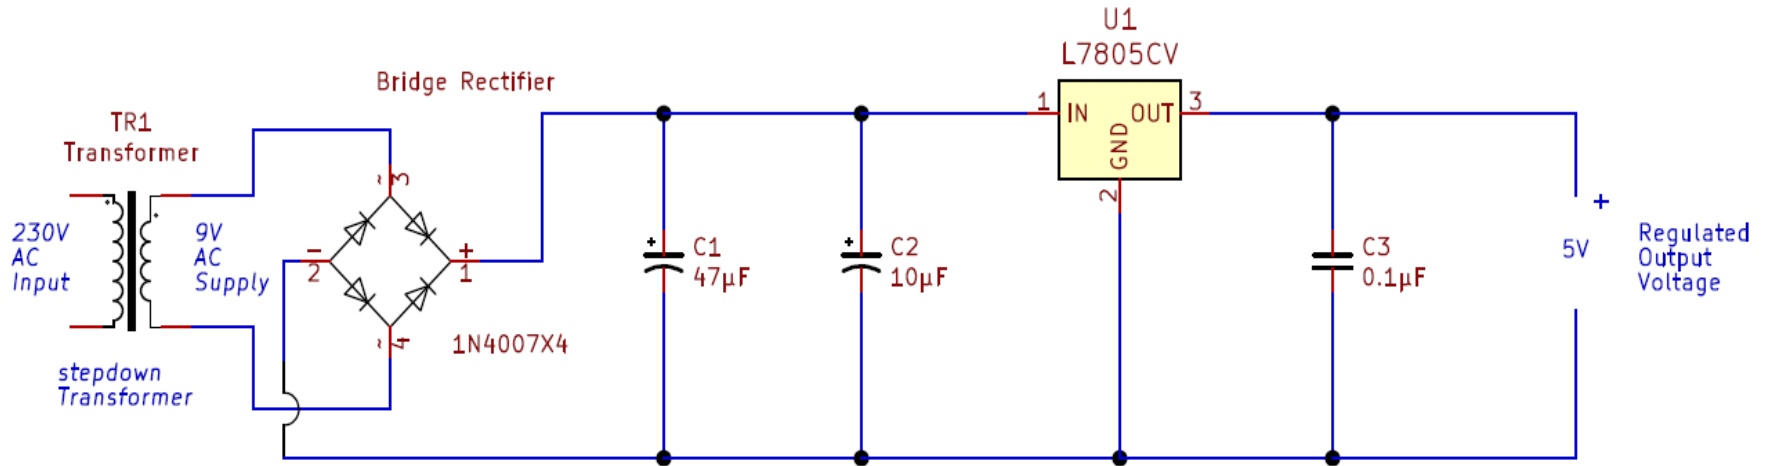 U1
L7805CV
Bridge Rectifier
1 IN OUT 3
GND
2
TR1
Transformer
~ 3
230V
AC
Input
9V
AC
Supply
- +
2 1
~ 4
1N4007X4
stepdown
Transformer
+ C1
47µF
+ C2
10µF
C3
0.1µF
+
5V
Regulated
Output
Voltage